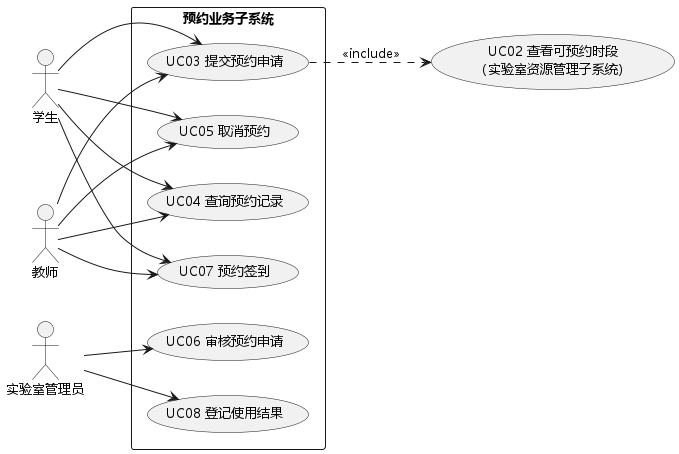 预约业务子系统
学生
教师
实验室管理员
UC03 提交预约申请
UC05 取消预约
UC04 查询预约记录
UC07 预约签到
UC06 审核预约申请
UC08 登记使用结果
«include»
UC02 查看可预约时段
(实验室资源管理子系统)